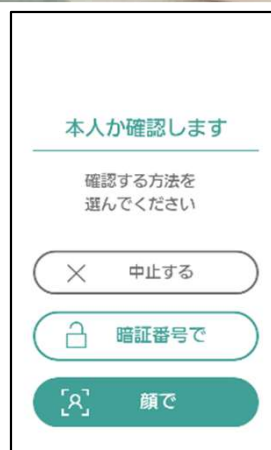 本人か確認します
確認する方法を
選んでください
中止する
暗証番号で
顔で